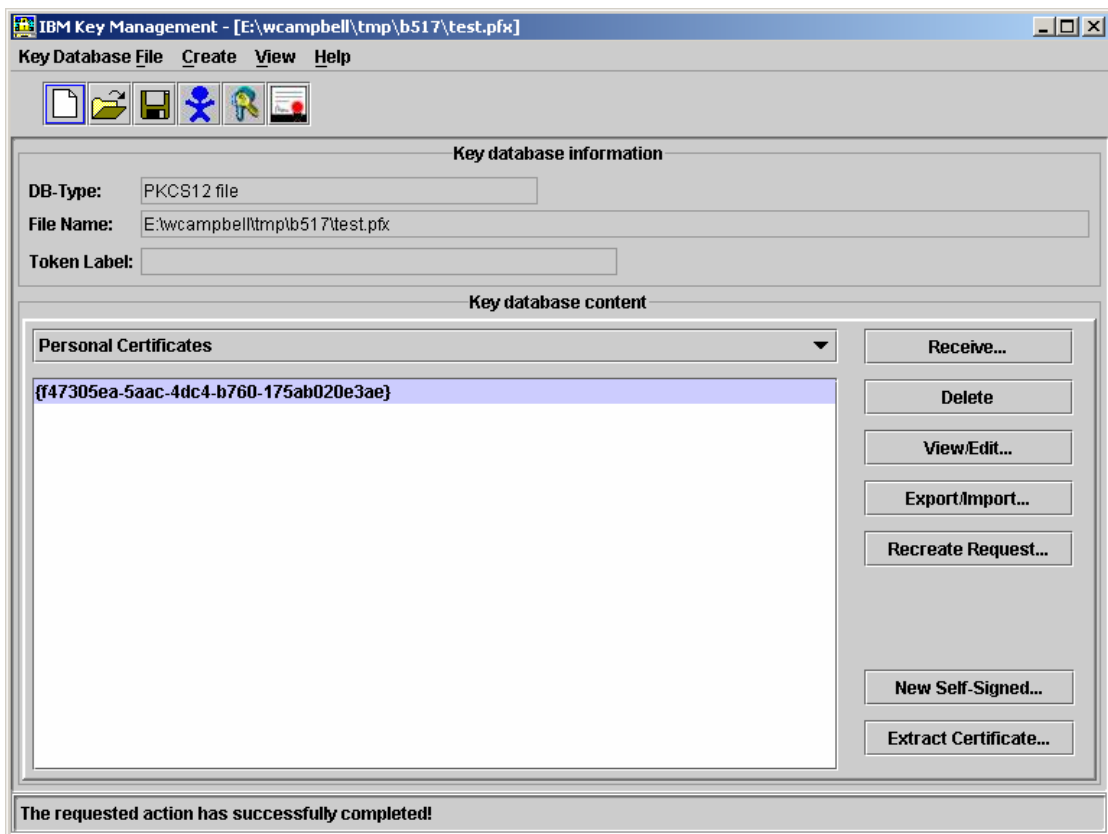 IBM Key Management - [E:\wcampbell\tmp\b517\test.pfx]
Key Database File Create View Help
Key database information
DB-Type: PKCS12 file
File Name: E:\wcampbell\tmp\b517\test.pfx
Token Label:
Key database content
Personal Certificates
Receive...
{f47305ea-5aac-4dc4-b760-175ab020e3ae}
Delete
View/Edit...
Export/Import...
Recreate Request...
New Self-Signed...
Extract Certificate...
The requested action has successfully completed!